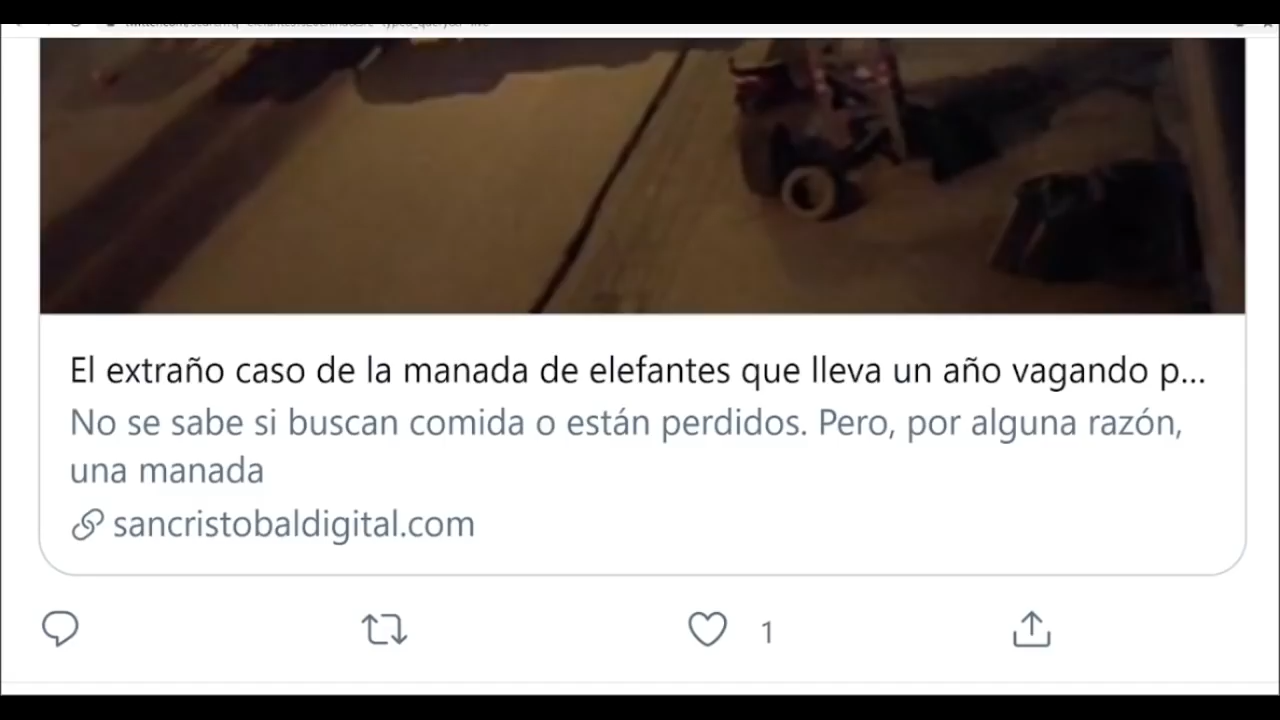 El extraño caso de la manada de elefantes que lleva un año vagando p...
No se sabe si buscan comida o están perdidos. Pero, por alguna razón,
una manada
sancristobaldigital.com
1